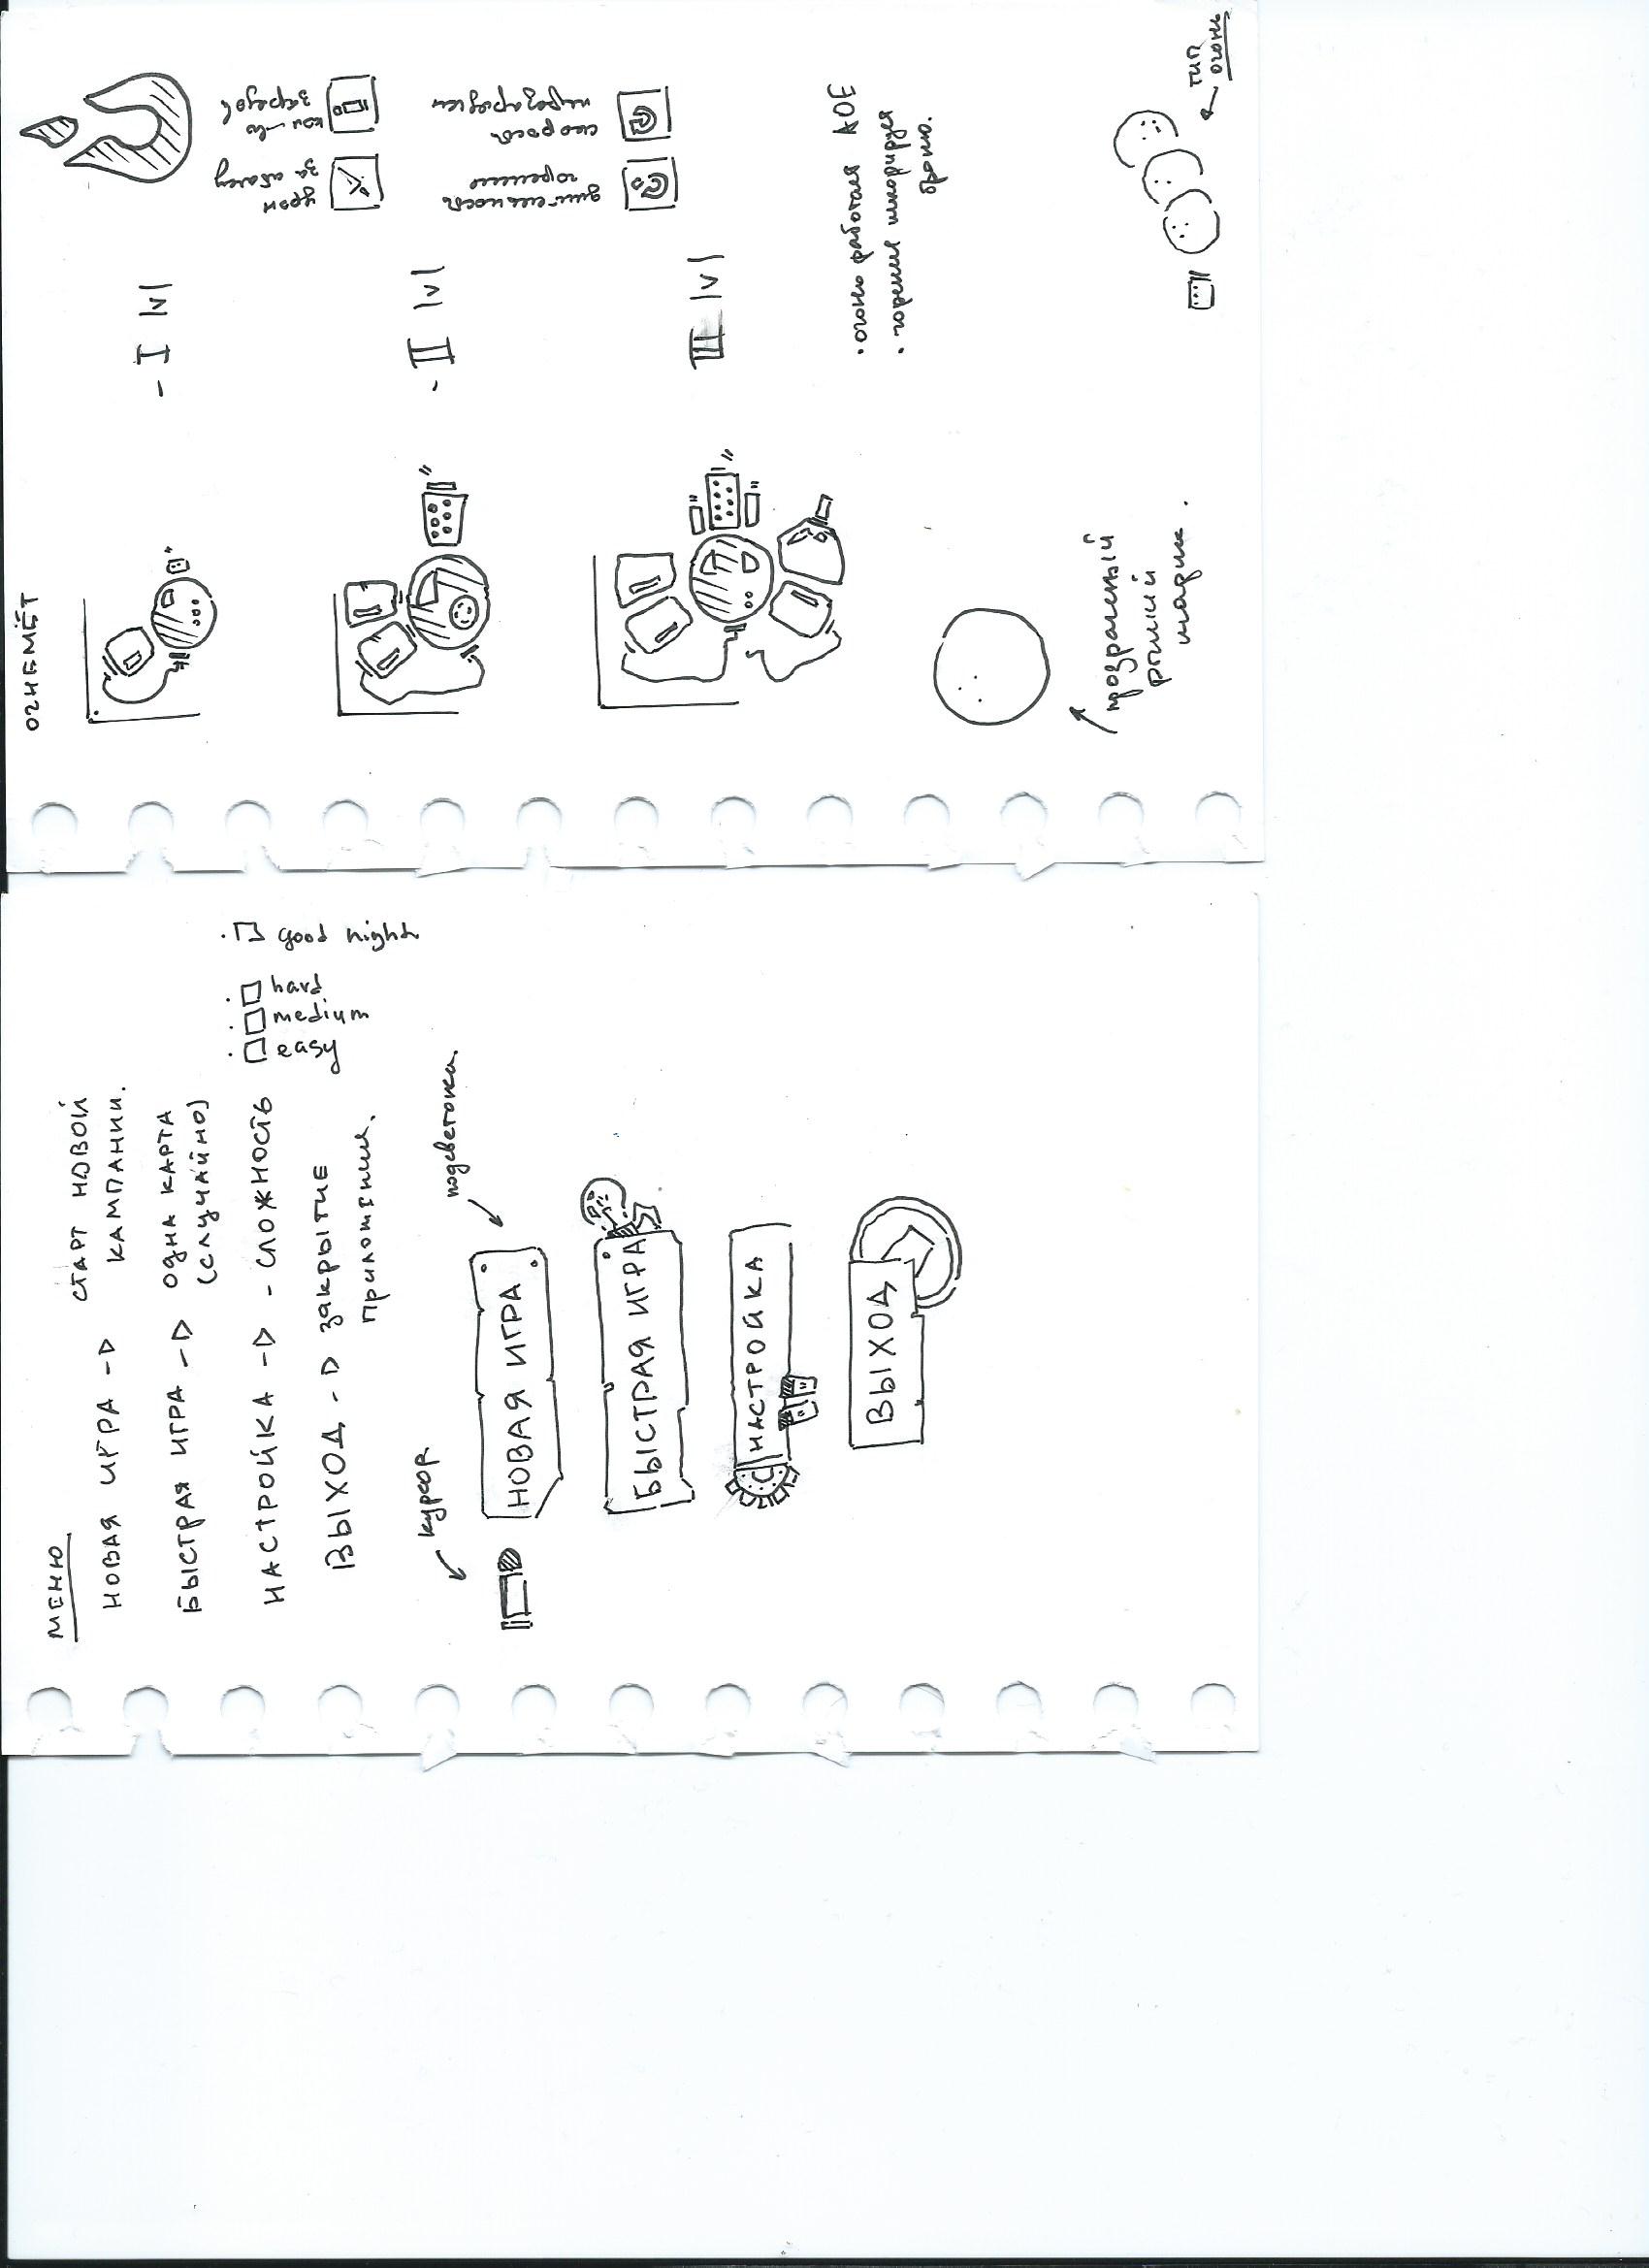 МЕНЮ
НОВАЯ ИГРА → СТАРТ НОВОЙ
КАМПАНИИ.
БЫСТРАЯ ИГРА → ОДНА КАРТА
(СЛУЧАЙНО)
НАСТРОЙКА → - СЛОЖНОСТЬ
easy
medium
hard
good night
ВЫХОД → закрытие
приложения.
курсор
подсветочка.
НОВАЯ ИГРА
БЫСТРАЯ ИГРА
НАСТРОЙКА
ВЫХОД
ОГНЕМЁТ
- I lvl
- II lvl
III lvl
урон
за атаку
кол-во
зарядов
длительность
горения
скорость
перезарядки
• огонь работает AOE
• горение игнорирует
броню.
прозрачный
рыжий
шарик.
тип
огонь